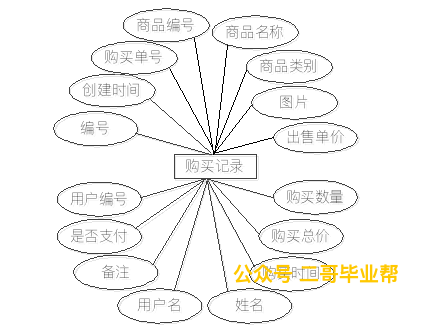 商品编号
商品名称
购买单号
商品类别
创建时间
图片
编号
出售单价
购买记录
用户编号
购买数量
是否支付
购买总价
备注
购买时间
公众号 二哥毕业帮
用户名
姓名